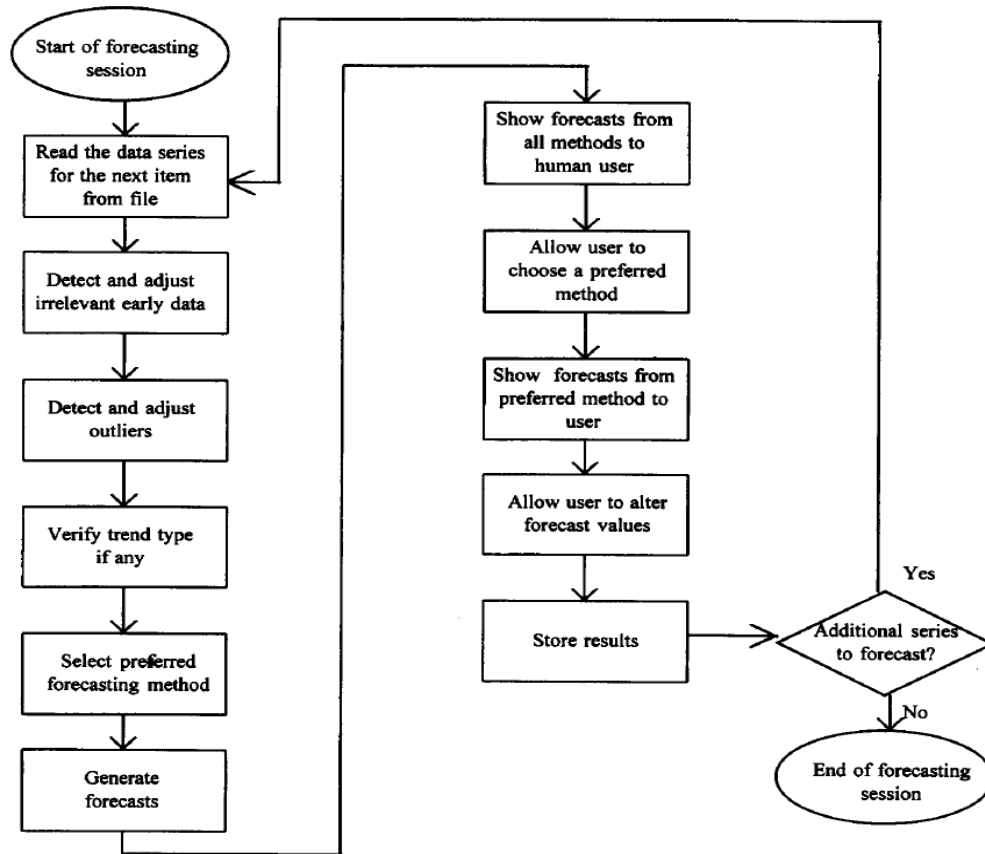 Start of forecasting
session
Read the data series
for the next item
from file
Detect and adjust
irrelevant early data
Detect and adjust
outliers
Verify trend type
if any
Select preferred
forecasting method
Generate
forecasts
Show forecasts from
all methods to
human user
Allow user to
choose a preferred
method
Show forecasts from
preferred method to
user
Allow user to alter
forecast values
Store results
Additional series
to forecast?
Yes
No
End of forecasting
session